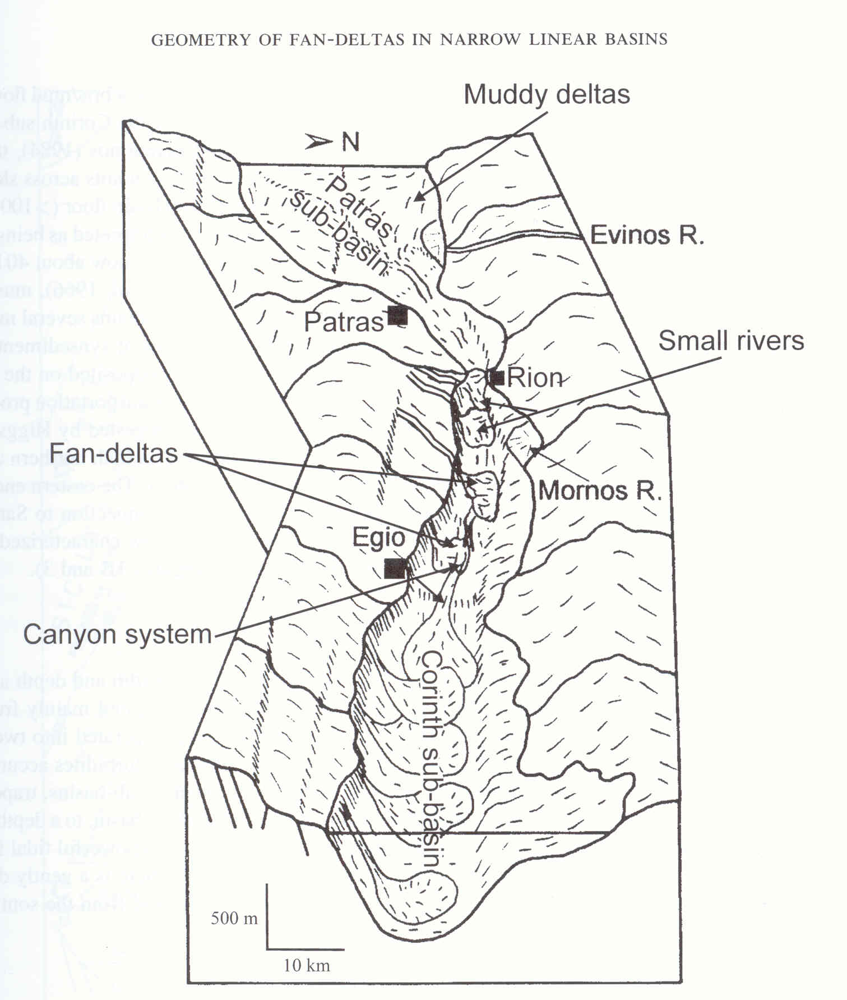 GEOMETRY OF FAN-DELTAS IN NARROW LINEAR BASINS
Muddy deltas
N
Patras
sub-basin
Evinos R.
Patras
Small rivers
Rion
Fan-deltas
Mornos R.
Egio
Canyon system
Corinth sub-basin
500 m
10 km